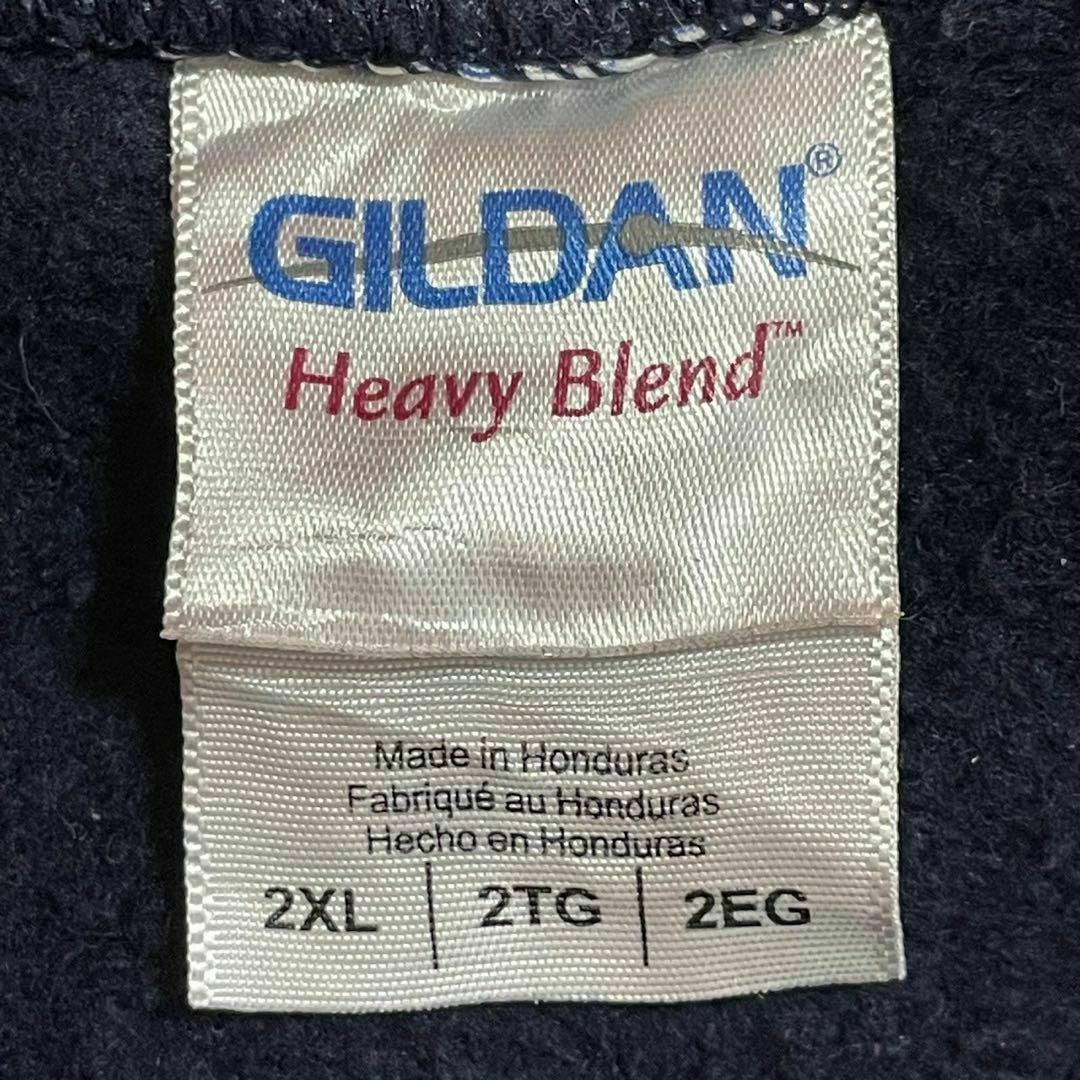 GILDAN®
Heavy Blend™
Made in Honduras
Fabriqué au Honduras
Hecho en Honduras
2XL | 2TG | 2EG